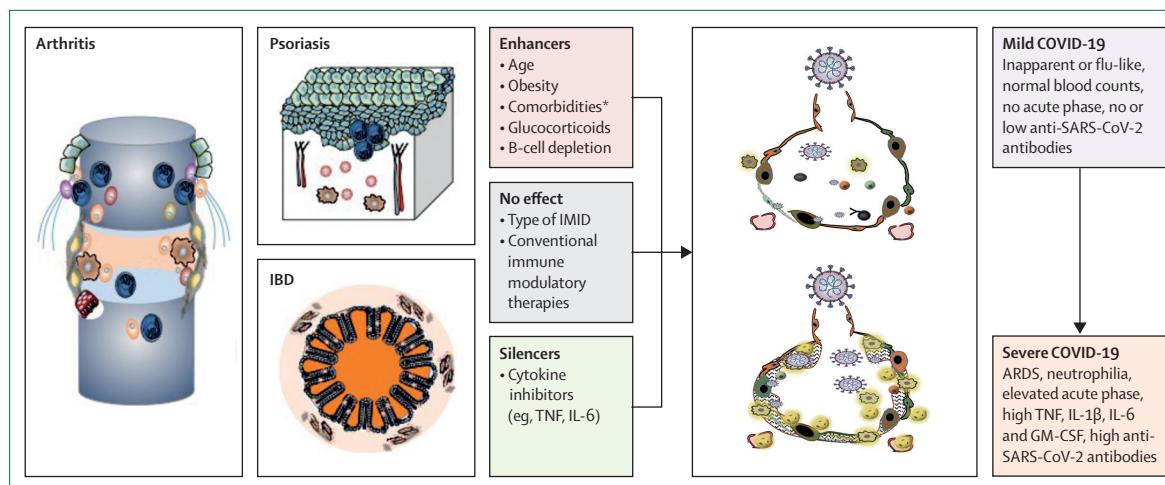 Arthritis
Psoriasis
IBD
Enhancers
• Age
• Obesity
• Comorbidities*
• Glucocorticoids
• B-cell depletion
No effect
• Type of IMID
• Conventional
immune
modulatory
therapies
Silencers
• Cytokine
inhibitors
(eg, TNF, IL-6)
Mild COVID-19
Inapparent or flu-like,
normal blood counts,
no acute phase, no or
low anti-SARS-CoV-2
antibodies
Severe COVID-19
ARDS, neutrophilia,
elevated acute phase,
high TNF, IL-1β, IL-6
and GM-CSF, high anti-
SARS-CoV-2 antibodies